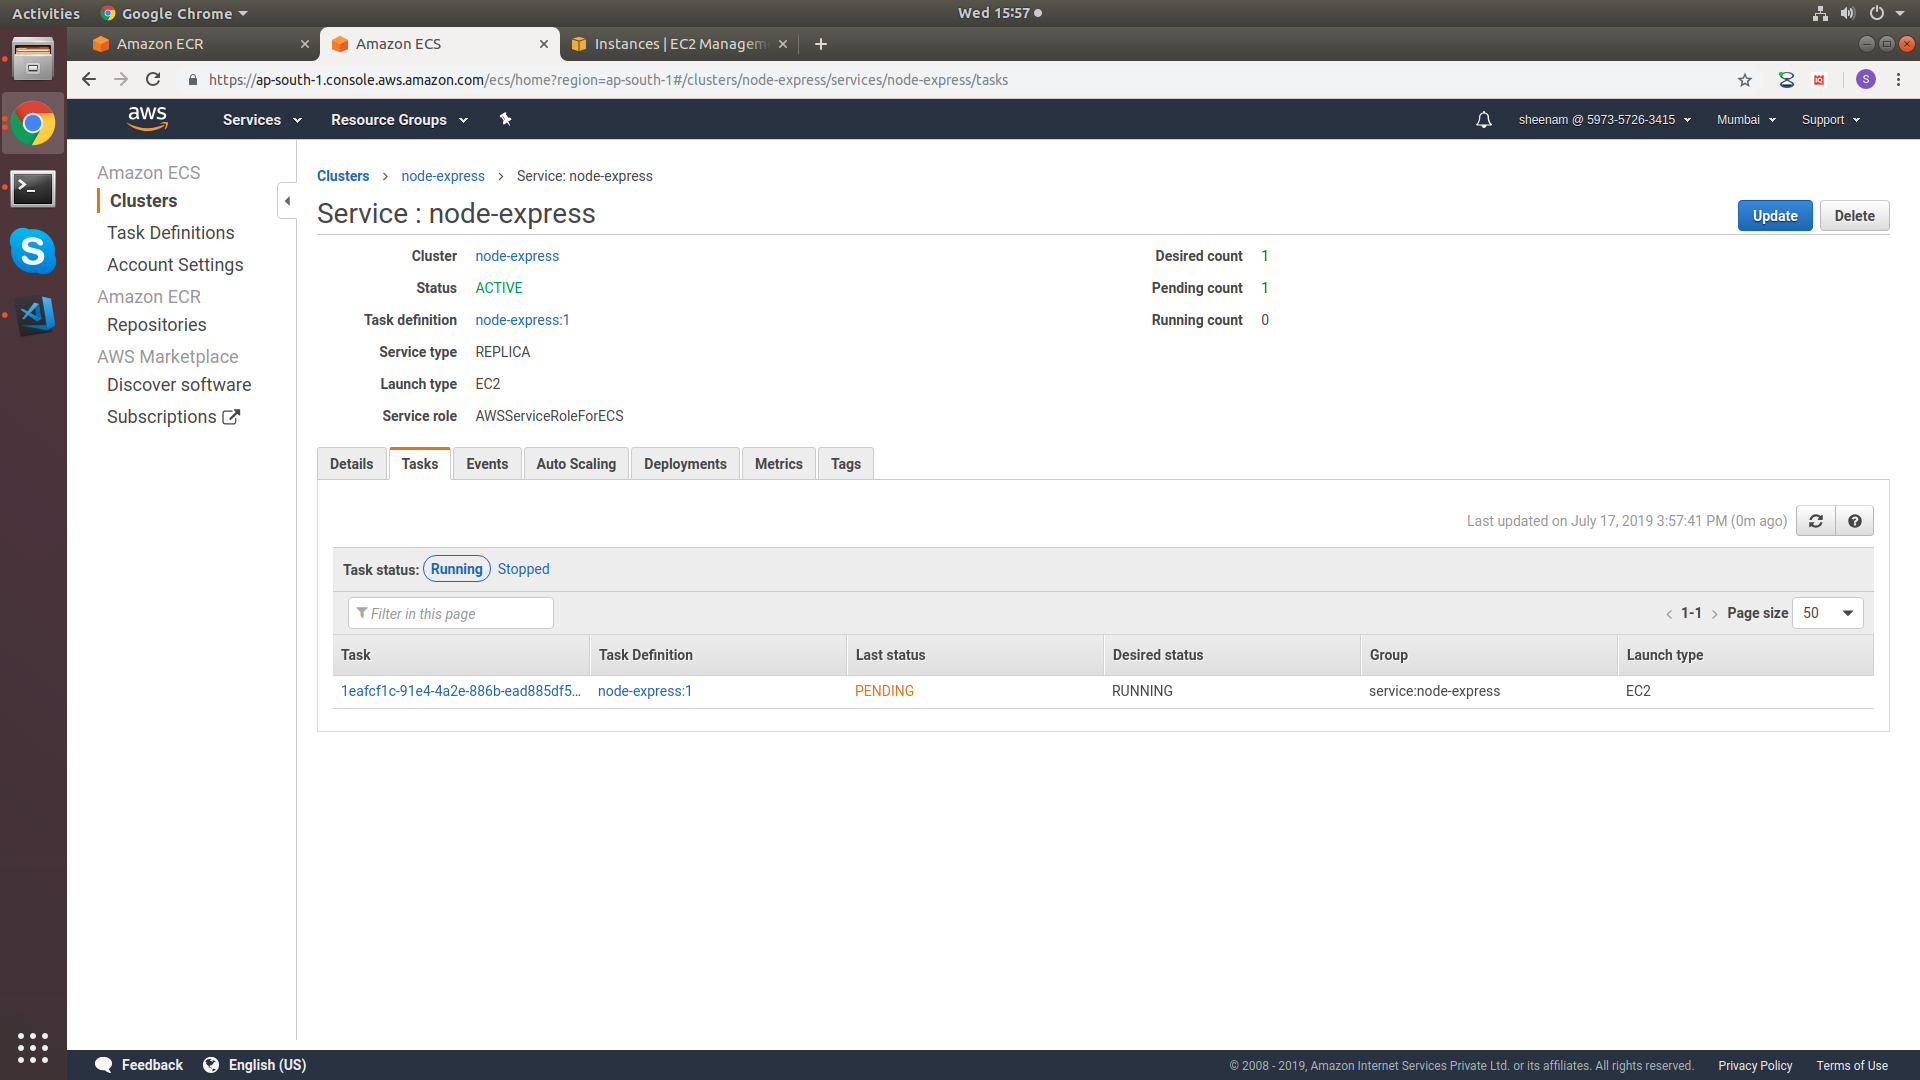 Activities Google Chrome Wed 15:57
Amazon ECR Amazon ECS Instances | EC2 Managem
https://ap-south-1.console.aws.amazon.com/ecs/home?region=ap-south-1#/clusters/node-express/services/node-express/tasks S
aws Services Resource Groups sheenam @ 5973-5726-3415 Mumbai Support
Amazon ECS
Clusters
Task Definitions
Account Settings
Amazon ECR
Repositories
AWS Marketplace
Discover software
Subscriptions
Clusters > node-express > Service: node-express
Service : node-express
Update Delete
Cluster node-express
Status ACTIVE
Task definition node-express:1
Service type REPLICA
Launch type EC2
Service role AWSServiceRoleForECS
Desired count 1
Pending count 1
Running count 0
Details Tasks Events Auto Scaling Deployments Metrics Tags
Last updated on July 17, 2019 3:57:41 PM (0m ago)
Task status: Running Stopped
Filter in this page
< 1-1 > Page size 50
Task Task Definition Last status Desired status Group Launch type
1eafcf1c-91e4-4a2e-886b-ead885df5... node-express:1 PENDING RUNNING service:node-express EC2
Feedback English (US)
© 2008 - 2019, Amazon Internet Services Private Ltd. or its affiliates. All rights reserved. Privacy Policy Terms of Use